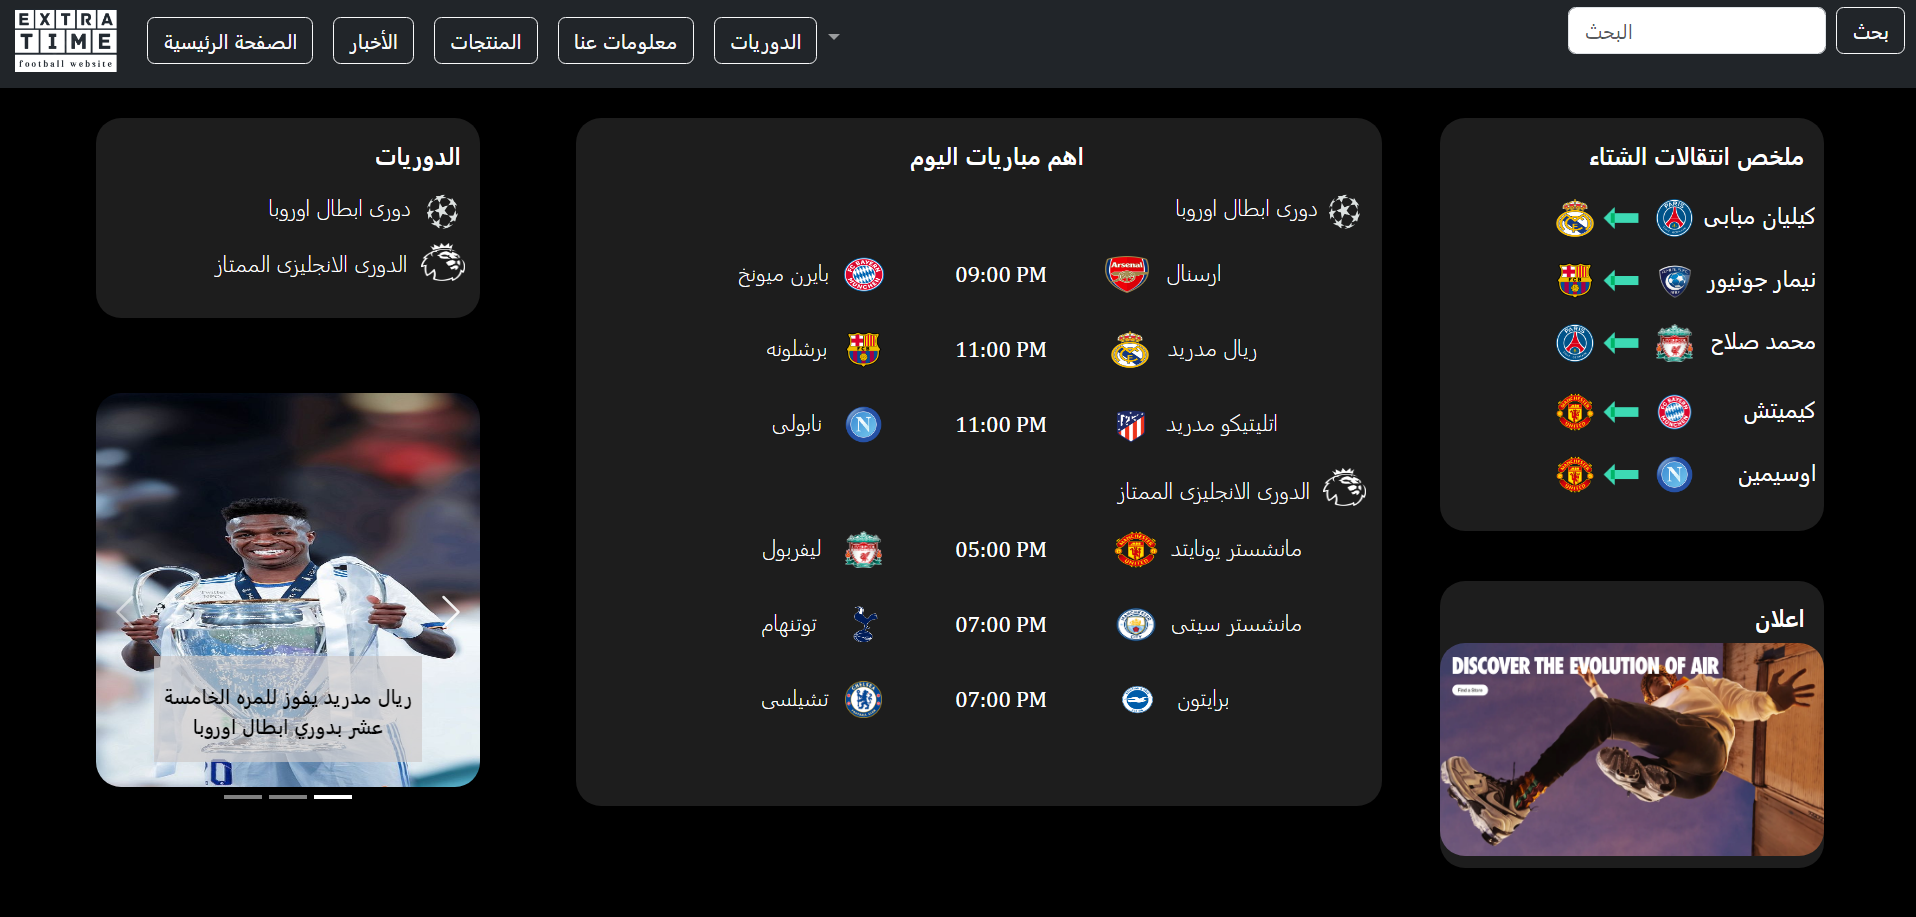 EXTRA
TIME
football website
الصفحة الرئيسية
الأخبار
المنتجات
معلومات عنا
الدوريات
البحث
بحث
ملخص انتقالات الشتاء
كيليان مبابى
نيمار جونيور
محمد صلاح
كيميتش
اوسيمين
اعلان
DISCOVER THE EVOLUTION OF AIR
Find a Store
اهم مباريات اليوم
دورى ابطال اوروبا
ارسنال 09:00 PM بايرن ميونخ
ريال مدريد 11:00 PM برشلونه
اتليتيكو مدريد 11:00 PM نابولى
الدورى الانجليزى الممتاز
مانشستر يونايتد 05:00 PM ليفربول
مانشستر سيتى 07:00 PM توتنهام
برايتون 07:00 PM تشيلسى
الدوريات
دورى ابطال اوروبا
الدورى الانجليزى الممتاز
ريال مدريد يفوز للمره الخامسة
عشر بدوري ابطال اوروبا